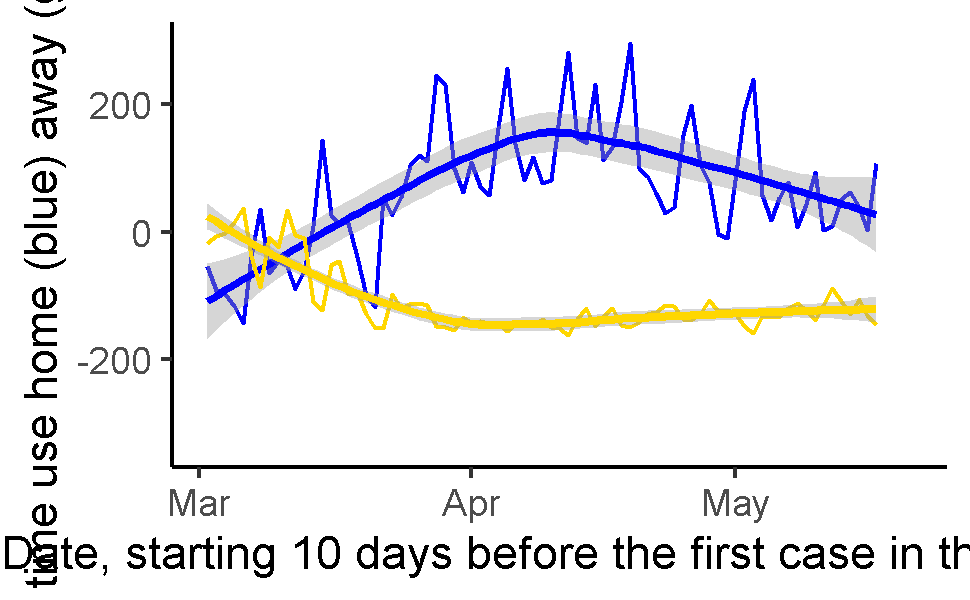 time use home (blue) away (
200
0
-200
Mar Apr May
Date, starting 10 days before the first case in th